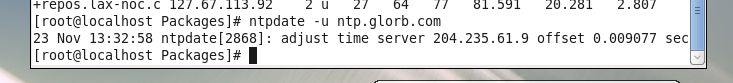 +repos.lax-noc.c 127.67.113.92    2 u   27   64   77   81.591   20.281   2.807
[root@localhost Packages]# ntpdate -u ntp.glorb.com
23 Nov 13:32:58 ntpdate[2868]: adjust time server 204.235.61.9 offset 0.009077 sec
[root@localhost Packages]#